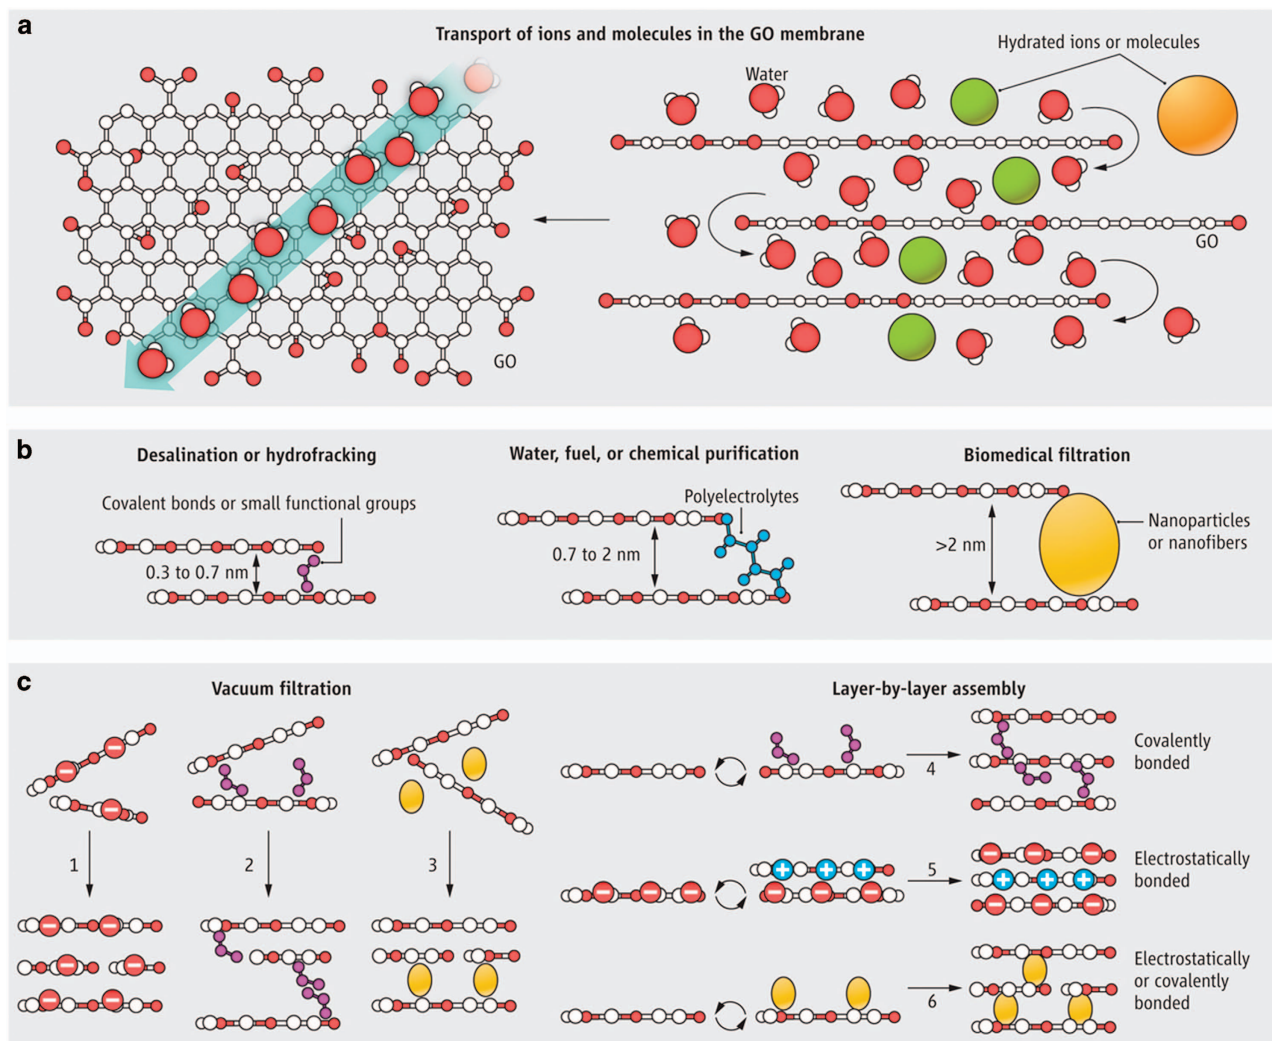 a
Transport of ions and molecules in the GO membrane
Hydrated ions or molecules
Water
GO
GO
b
Desalination or hydrofracking
Covalent bonds or small functional groups
0.3 to 0.7 nm
Water, fuel, or chemical purification
Polyelectrolytes
0.7 to 2 nm
Biomedical filtration
>2 nm
Nanoparticles
or nanofibers
c
Vacuum filtration
1
2
3
Layer-by-layer assembly
4
Covalently
bonded
5
Electrostatically
bonded
6
Electrostatically
or covalently
bonded